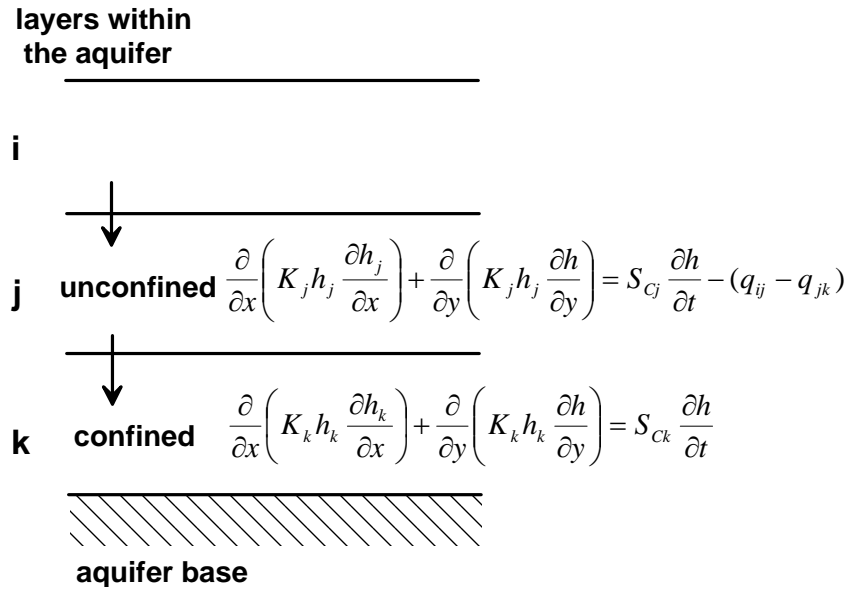 layers within
the aquifer
i
j unconfined ∂/∂x (K_j h_j ∂h_j/∂x) + ∂/∂y (K_j h_j ∂h/∂y) = S_Cj ∂h/∂t − (q_ij − q_jk)
k confined ∂/∂x (K_k h_k ∂h_k/∂x) + ∂/∂y (K_k h_k ∂h/∂y) = S_Ck ∂h/∂t
aquifer base